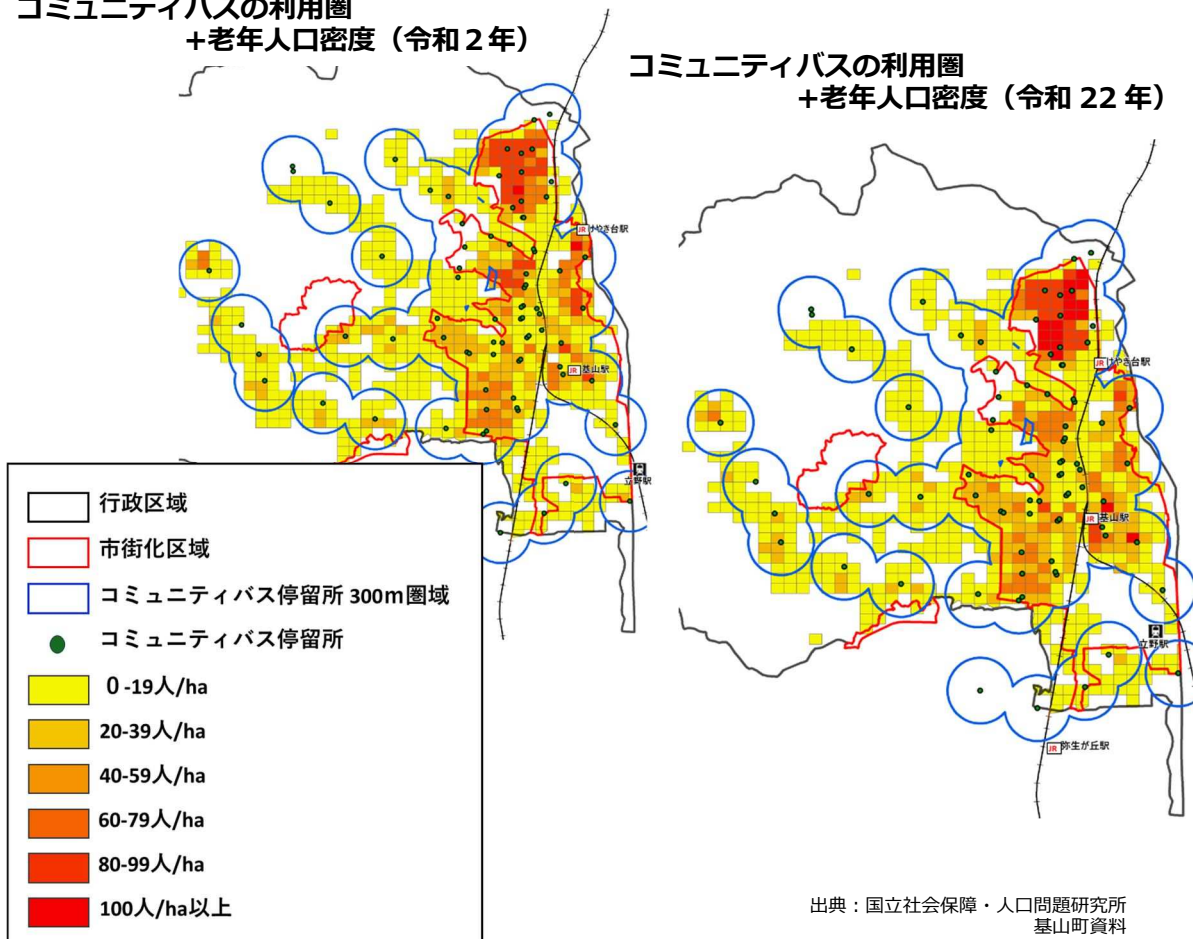 コミュニティバスの利用圏
+老年人口密度（令和２年）
コミュニティバスの利用圏
+老年人口密度（令和 22 年）
JR けやき台駅
JR 基山駅
立野駅
JR けやき台駅
JR 基山駅
立野駅
JR 弥生が丘駅
行政区域
市街化区域
コミュニティバス停留所 300m圏域
コミュニティバス停留所
0 -19人/ha
20-39人/ha
40-59人/ha
60-79人/ha
80-99人/ha
100人/ha以上
出典：国立社会保障・人口問題研究所
基山町資料